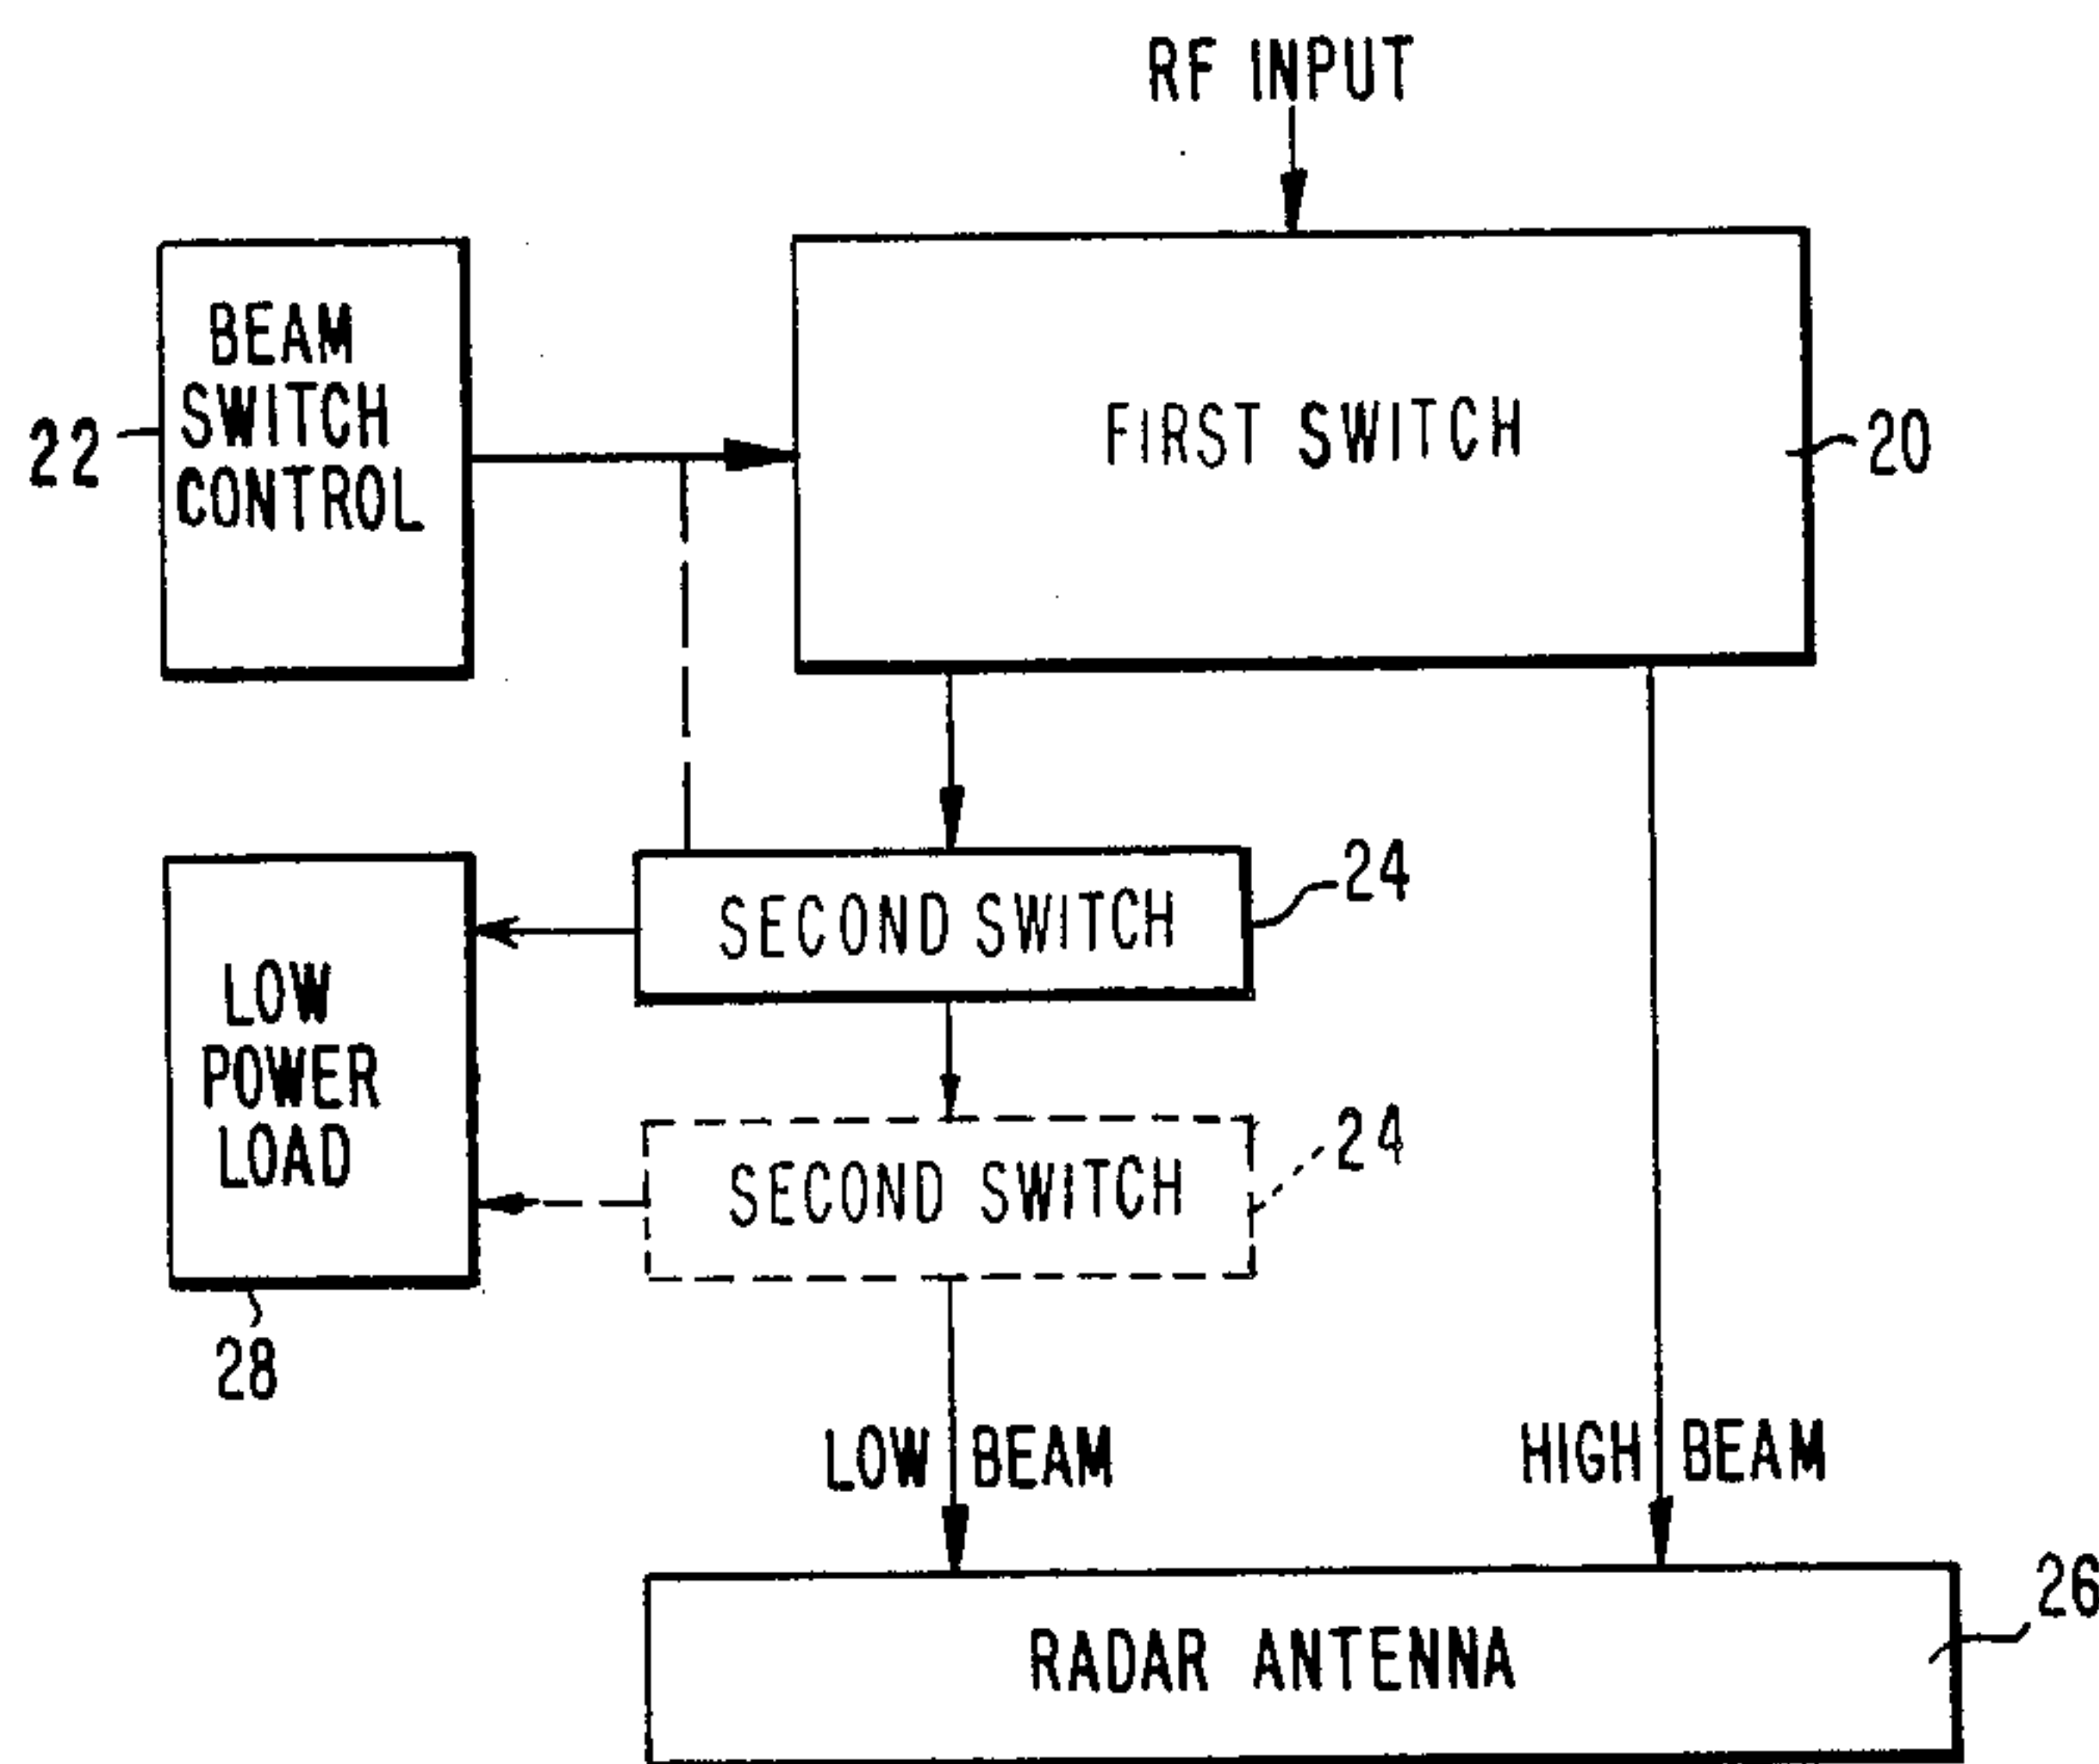 RF INPUT
BEAM
SWITCH
CONTROL
22
FIRST SWITCH
20
SECOND SWITCH
24
LOW
POWER
LOAD
28
SECOND SWITCH
24
LOW BEAM
HIGH BEAM
RADAR ANTENNA
26